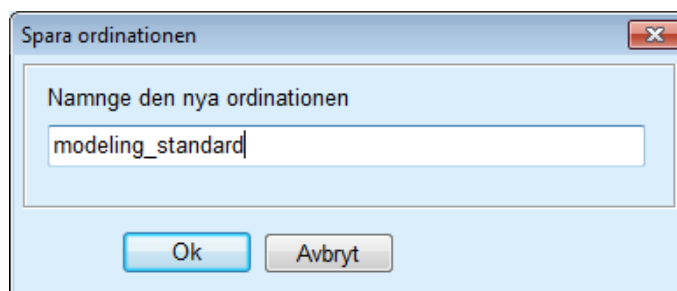 Spara ordinationen
Namnge den nya ordinationen
modeling_standard
Ok
Avbryt